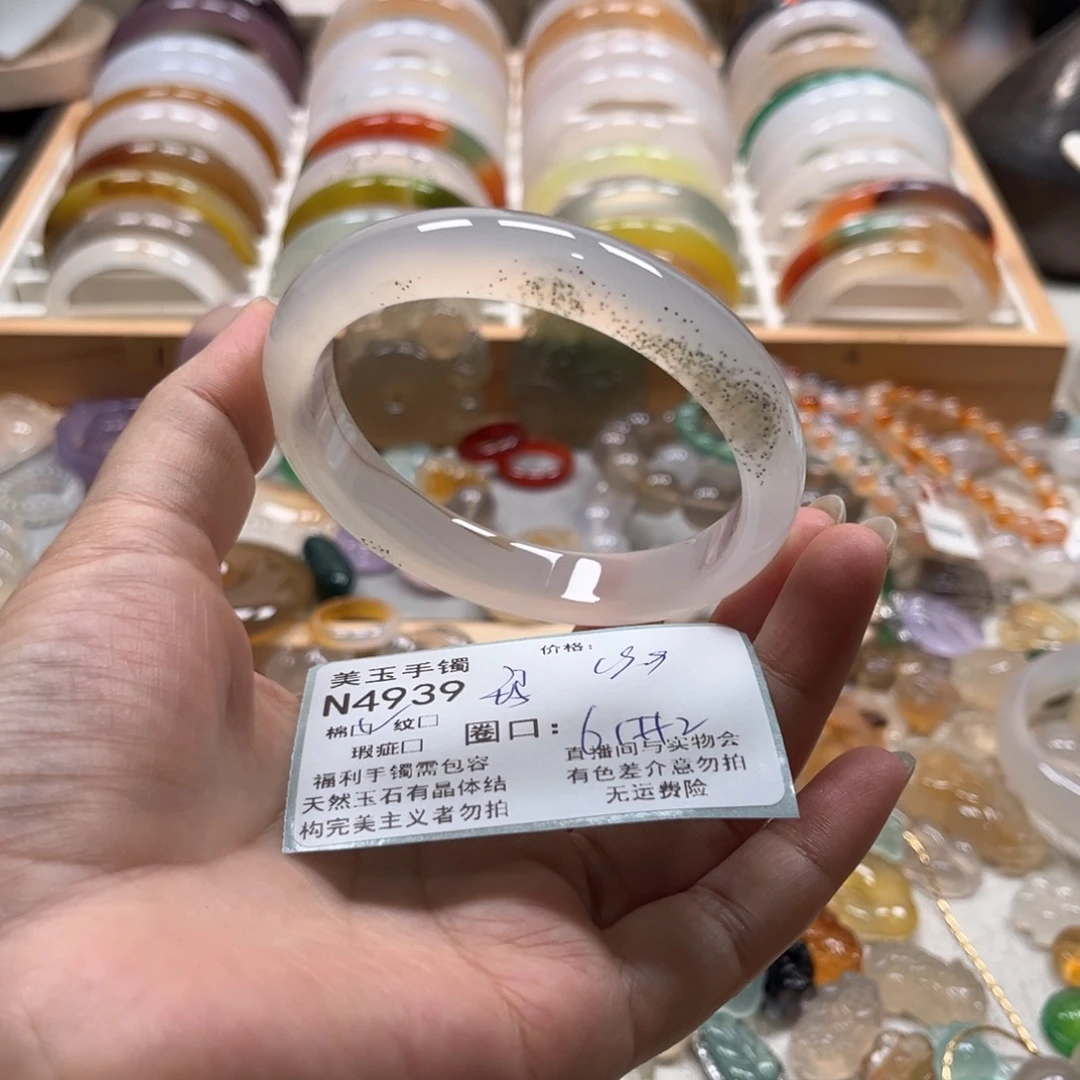 美玉手镯
价格：
N4939
棉口 纹口
瑕疵口
圈口：
福利手镯需包容
天然玉石有晶体结
构完美主义者勿拍
直播间与实物会
有色差介意勿拍
无运费险